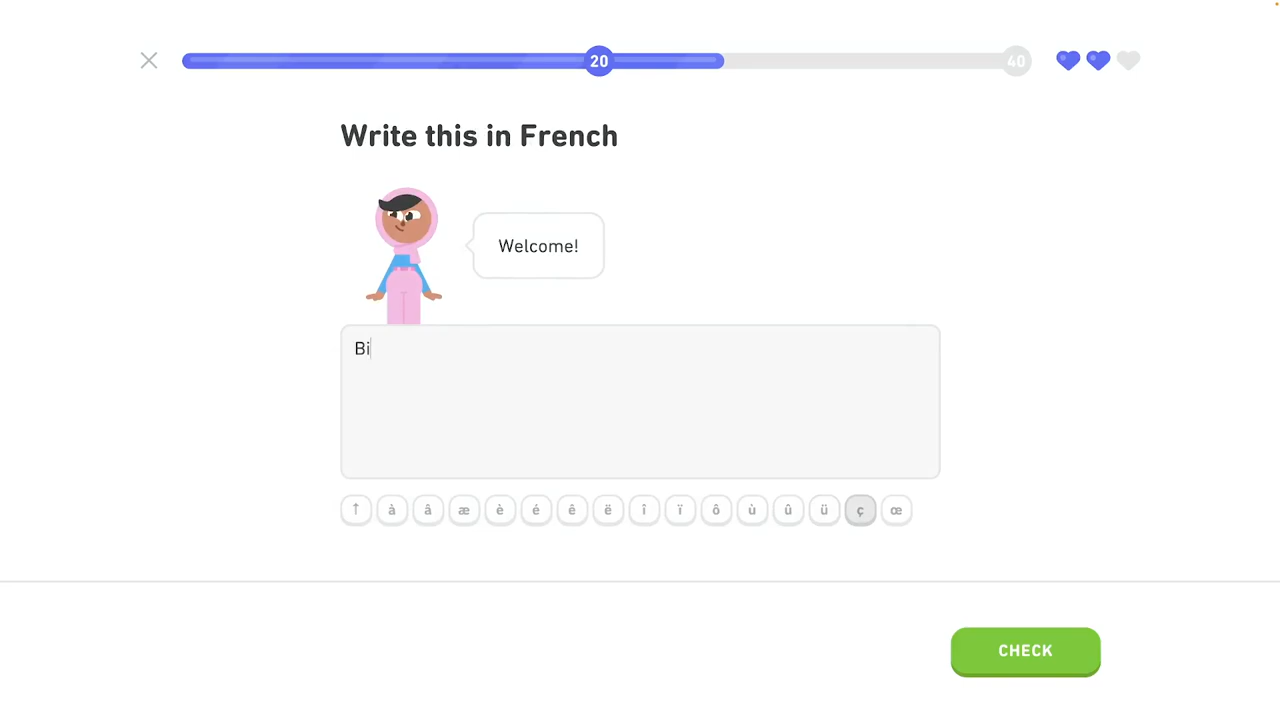 20
40
Write this in French
Welcome!
Bi
↑ à â æ è é ê ë î ï ô ù û ü ç œ
CHECK